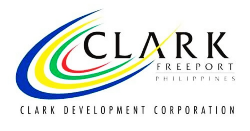 CLARK
FREEPORT
PHILIPPINES
CLARK DEVELOPMENT CORPORATION